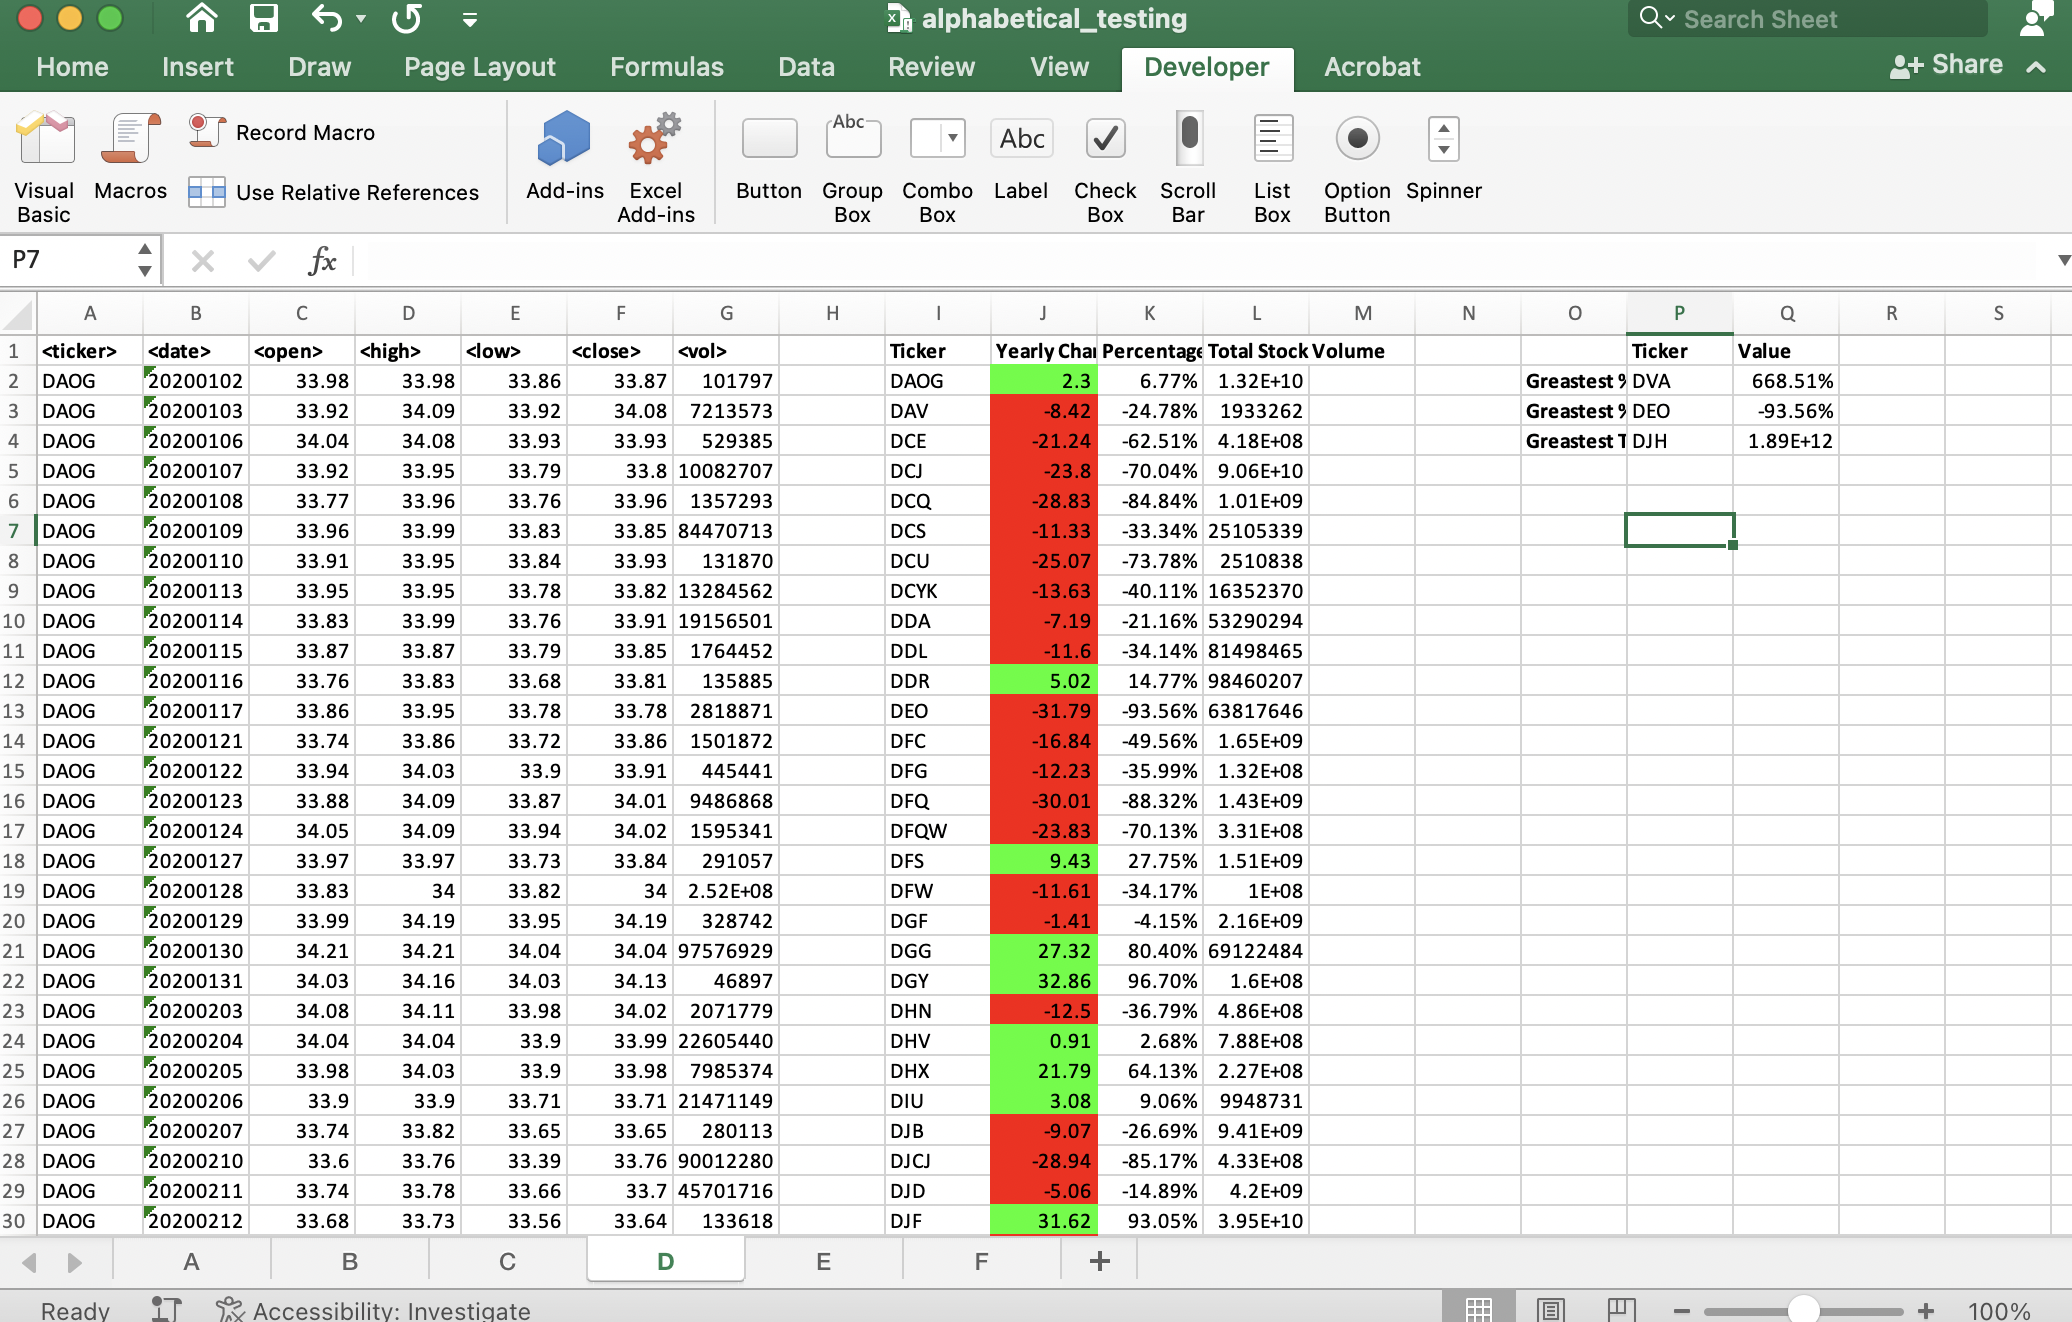 alphabetical_testing
Search Sheet
Home Insert Draw Page Layout Formulas Data Review View Developer Acrobat Share
Visual Basic
Macros
Record Macro
Use Relative References
Add-ins
Excel Add-ins
Button
Abc
Group Box
Combo Box
Abc
Label
Check Box
Scroll Bar
List Box
Option Button
Spinner
P7 fx
A B C D E F G H I J K L M N O P Q R S
1 <ticker> <date> <open> <high> <low> <close> <vol> Ticker Yearly Cha Percentage Total Stock Volume Ticker Value
2 DAOG 20200102 33.98 33.98 33.86 33.87 101797 DAOG 2.3 6.77% 1.32E+10 Greastest % DVA 668.51%
3 DAOG 20200103 33.92 34.09 33.92 34.08 7213573 DAV -8.42 -24.78% 1933262 Greastest % DEO -93.56%
4 DAOG 20200106 34.04 34.08 33.93 33.93 529385 DCE -21.24 -62.51% 4.18E+08 Greastest T DJH 1.89E+12
5 DAOG 20200107 33.92 33.95 33.79 33.8 10082707 DCJ -23.8 -70.04% 9.06E+10
6 DAOG 20200108 33.77 33.96 33.76 33.96 1357293 DCQ -28.83 -84.84% 1.01E+09
7 DAOG 20200109 33.96 33.99 33.83 33.85 84470713 DCS -11.33 -33.34% 25105339
8 DAOG 20200110 33.91 33.95 33.84 33.93 131870 DCU -25.07 -73.78% 2510838
9 DAOG 20200113 33.95 33.95 33.78 33.82 13284562 DCYK -13.63 -40.11% 16352370
10 DAOG 20200114 33.83 33.99 33.76 33.91 19156501 DDA -7.19 -21.16% 53290294
11 DAOG 20200115 33.87 33.87 33.79 33.85 1764452 DDL -11.6 -34.14% 81498465
12 DAOG 20200116 33.76 33.83 33.68 33.81 135885 DDR 5.02 14.77% 98460207
13 DAOG 20200117 33.86 33.95 33.78 33.78 2818871 DEO -31.79 -93.56% 63817646
14 DAOG 20200121 33.74 33.86 33.72 33.86 1501872 DFC -16.84 -49.56% 1.65E+09
15 DAOG 20200122 33.94 34.03 33.9 33.91 445441 DFG -12.23 -35.99% 1.32E+08
16 DAOG 20200123 33.88 34.09 33.87 34.01 9486868 DFQ -30.01 -88.32% 1.43E+09
17 DAOG 20200124 34.05 34.09 33.94 34.02 1595341 DFQW -23.83 -70.13% 3.31E+08
18 DAOG 20200127 33.97 33.97 33.73 33.84 291057 DFS 9.43 27.75% 1.51E+09
19 DAOG 20200128 33.83 34 33.82 34 2.52E+08 DFW -11.61 -34.17% 1E+08
20 DAOG 20200129 33.99 34.19 33.95 34.19 328742 DGF -1.41 -4.15% 2.16E+09
21 DAOG 20200130 34.21 34.21 34.04 34.04 97576929 DGG 27.32 80.40% 69122484
22 DAOG 20200131 34.03 34.16 34.03 34.13 46897 DGY 32.86 96.70% 1.6E+08
23 DAOG 20200203 34.08 34.11 33.98 34.02 2071779 DHN -12.5 -36.79% 4.86E+08
24 DAOG 20200204 34.04 34.04 33.9 33.99 22605440 DHV 0.91 2.68% 7.88E+08
25 DAOG 20200205 33.98 34.03 33.9 33.98 7985374 DHX 21.79 64.13% 2.27E+08
26 DAOG 20200206 33.9 33.9 33.71 33.71 21471149 DIU 3.08 9.06% 9948731
27 DAOG 20200207 33.74 33.82 33.65 33.65 280113 DJB -9.07 -26.69% 9.41E+09
28 DAOG 20200210 33.6 33.76 33.39 33.76 90012280 DJCJ -28.94 -85.17% 4.33E+08
29 DAOG 20200211 33.74 33.78 33.66 33.7 45701716 DJD -5.06 -14.89% 4.2E+09
30 DAOG 20200212 33.68 33.73 33.56 33.64 133618 DJF 31.62 93.05% 3.95E+10
A B C D E F +
Ready Accessibility: Investigate 100%